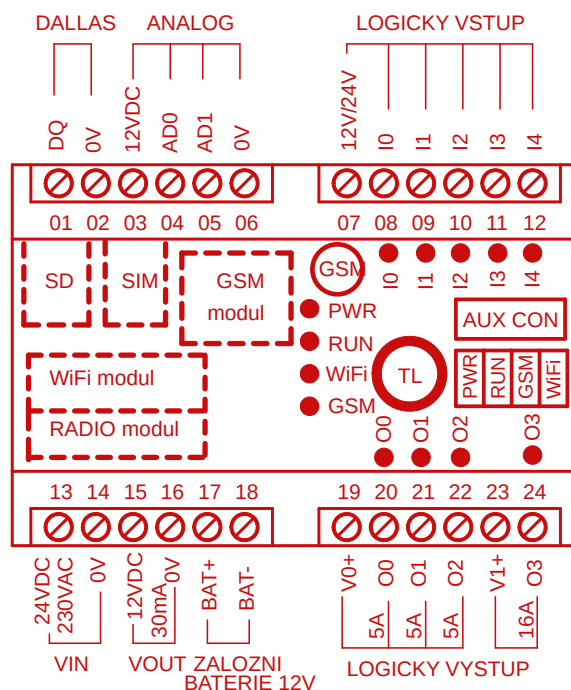 DALLAS ANALOG LOGICKY VSTUP
DQ 0V 12VDC AD0 AD1 0V 12V/24V I0 I1 I2 I3 I4
01 02 03 04 05 06 07 08 09 10 11 12
SD SIM GSM modul GSM I0 I1 I2 I3 I4
PWR
RUN
WiFi
GSM
AUX CON
TL PWR RUN GSM WiFi
WiFi modul
RADIO modul
O0 O1 O2 O3
13 14 15 16 17 18 19 20 21 22 23 24
24VDC 230VAC 0V 12VDC 30mA 0V BAT+ BAT- V0+ O0 O1 O2 V1+ O3
5A 5A 5A 16A
VIN VOUT ZALOZNI LOGICKY VYSTUP
BATERIE 12V